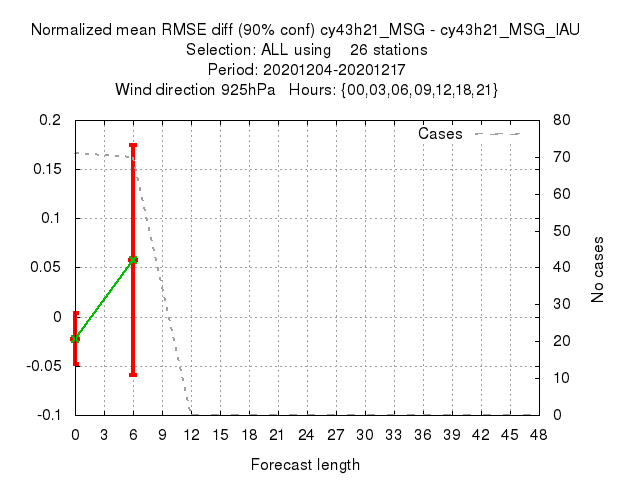 Normalized mean RMSE diff (90% conf) cy43h21_MSG - cy43h21_MSG_IAU
Selection: ALL using    26 stations
Period: 20201204-20201217
Wind direction 925hPa   Hours: {00,03,06,09,12,18,21}
Cases
0.2
0.15
0.1
0.05
0
-0.05
-0.1
80
70
60
50
40
30
20
10
0
No cases
0 3 6 9 12 15 18 21 24 27 30 33 36 39 42 45 48
Forecast length